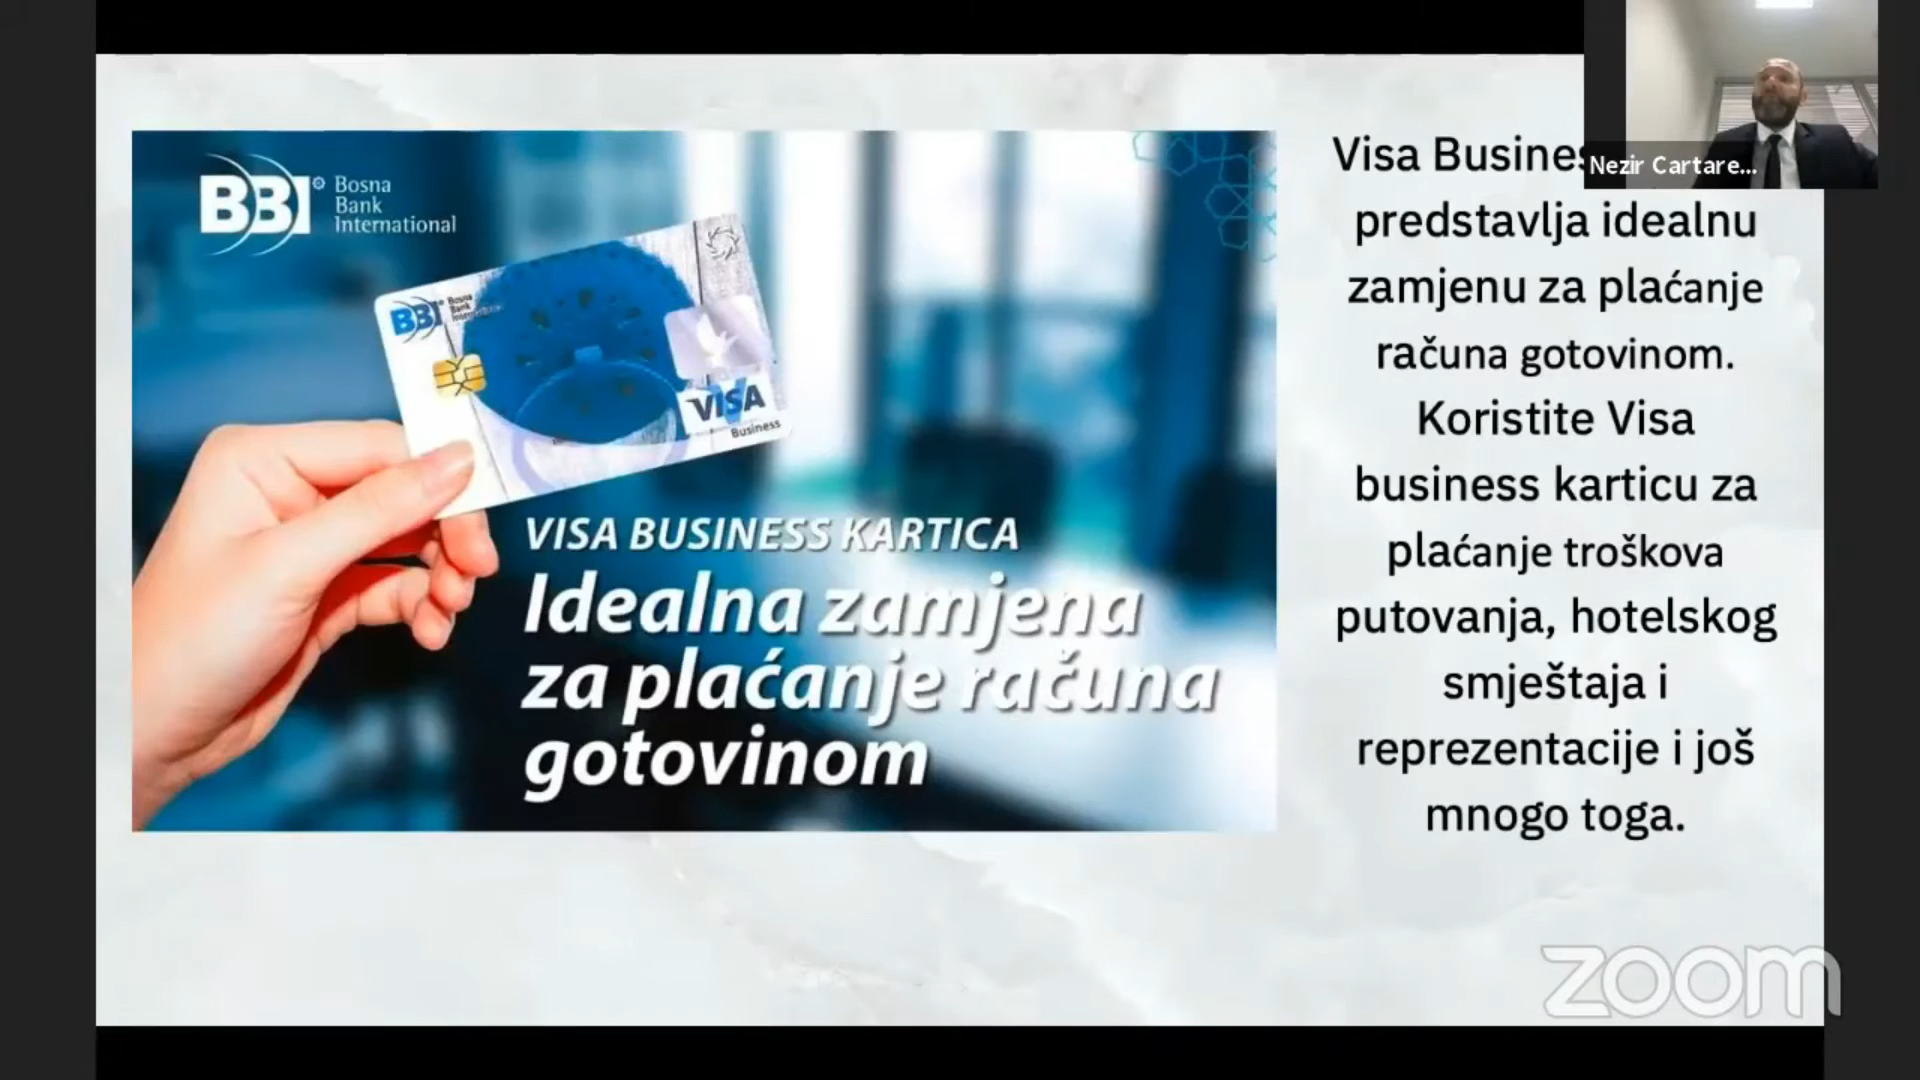 BBI
Bosna
Bank
International
BBI
Bosna
Bank
VISA
Business
VISA BUSINESS KARTICA
Idealna zamjena
za plaćanje računa
gotovinom
Visa
predstavlja idealnu
zamjenu za plaćanje
računa gotovinom.
Koristite Visa
business karticu za
plaćanje troškova
putovanja, hotelskog
smještaja i
reprezentacije i još
mnogo toga.
Nezir Cartare...
zoom